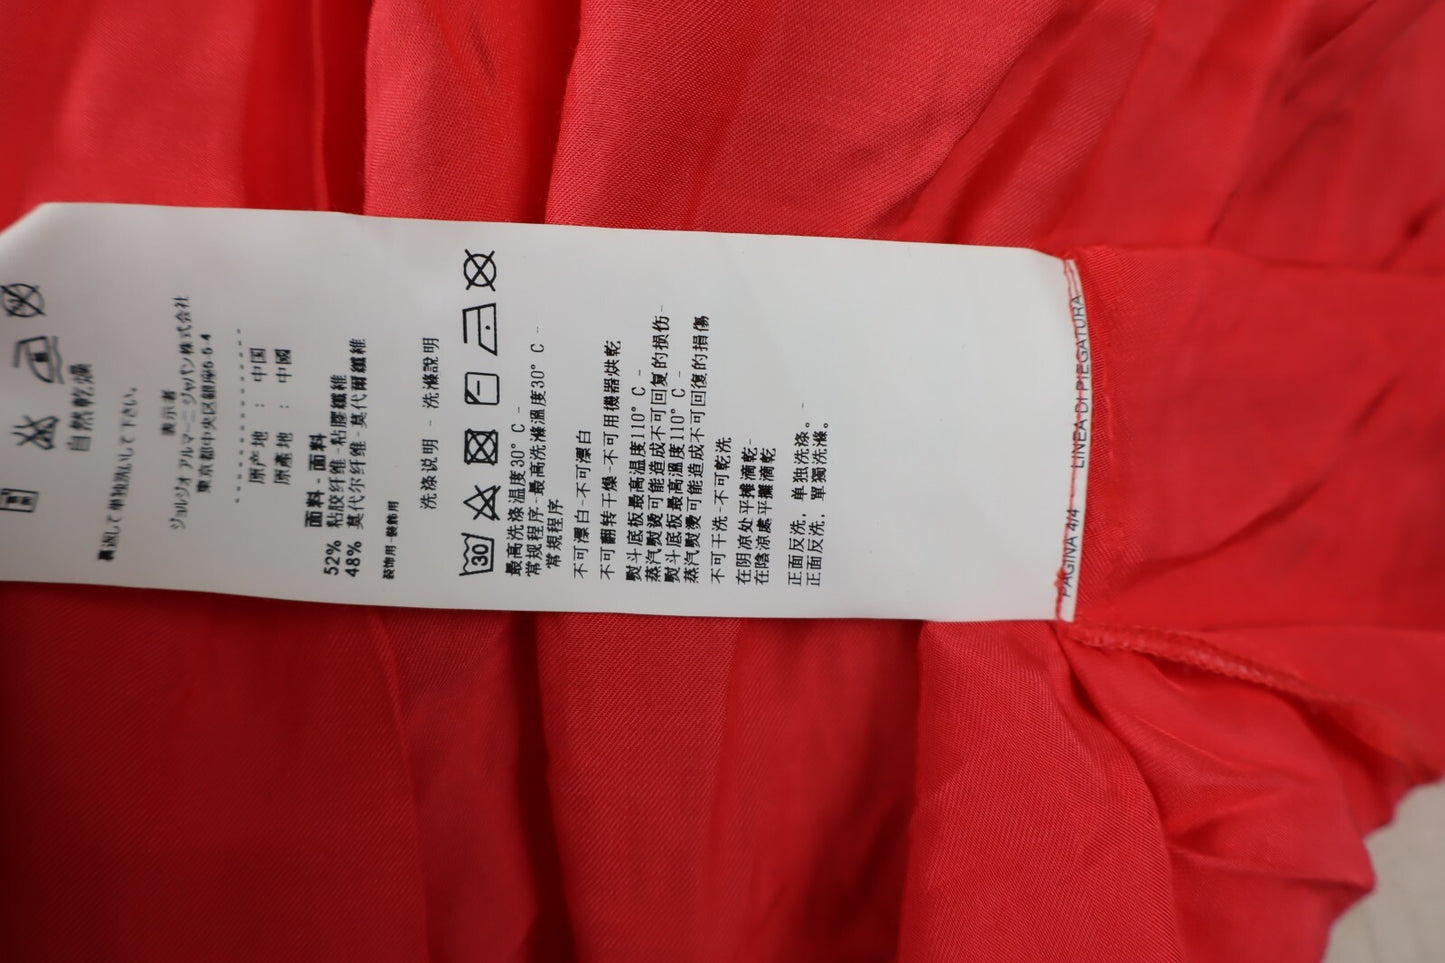 自然乾燥
裏返して単独洗いして下さい。
表示者
ジョルジオ アルマーニ ジャパン株式会社
東京都中央区銀座6-6-4
原产地 : 中国
原產地 : 中國
面料 - 面料
52% 粘胶纤维 - 粘膠纖維
48% 莫代尔纤维 - 莫代爾纖維
装饰用 - 裝飾用
洗涤说明 - 洗滌說明
30
最高洗涤温度30° C -
常规程序 - 最高洗滌溫度30° C -
常規程序
不可漂白 - 不可漂白
不可翻转干燥 - 不可用機器烘乾
熨斗底板最高温度110° C -
蒸汽熨烫可能造成不可回复的损伤-
熨斗底板最高溫度110° C -
蒸汽熨燙可能造成不可回復的損傷
不可干洗 - 不可乾洗
在阴凉处平摊滴乾-
在陰涼處平攤滴乾
正面反洗，单独洗涤。
正面反洗，單獨洗滌。
PAGINA 4/4 LINEA DI PIEGATURA